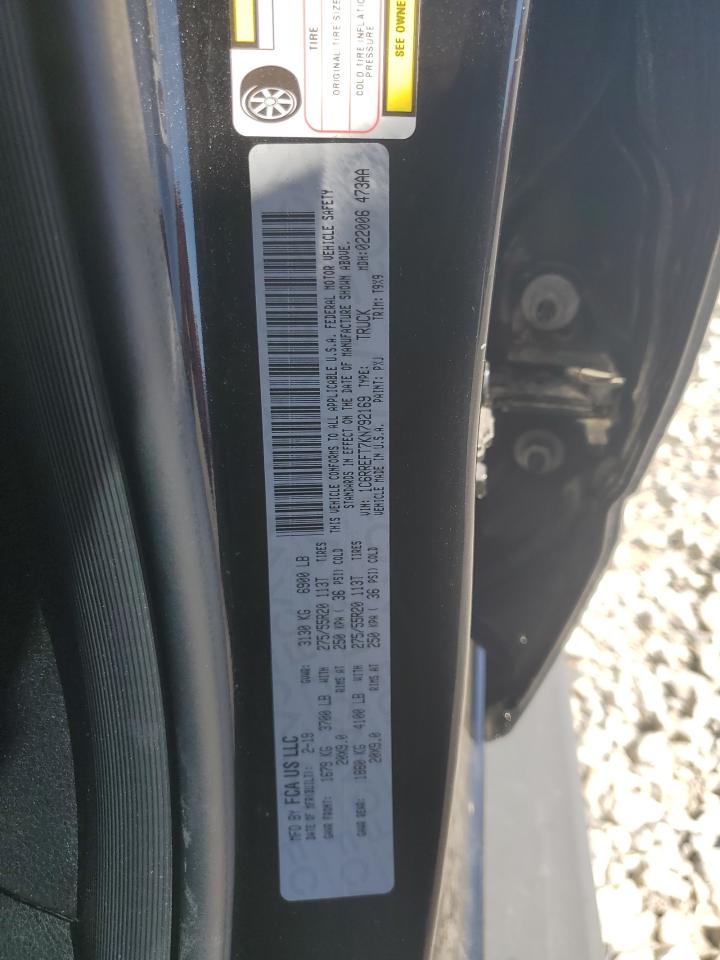 TIRE
ORIGINAL TIRE SIZE
COLD TIRE INFLAT
PRESSURE
SEE OWNE
MFD BY FCA US LLC
DATE OF MFR(BUILT): 2-19 GVWR: 3130 KG 6900 LB
GAWR FRONT: 1679 KG 3700 LB WITH 275/55R20 113T TIRES
20X9.0 RIMS AT 250 KPA ( 36 PSI) COLD
GAWR REAR: 1860 KG 4100 LB WITH 275/55R20 113T TIRES
20X9.0 RIMS AT 250 KPA ( 36 PSI) COLD
THIS VEHICLE CONFORMS TO ALL APPLICABLE U.S.A. FEDERAL MOTOR VEHICLE SAFETY
STANDARDS IN EFFECT ON THE DATE OF MANUFACTURE SHOWN ABOVE.
VIN: 1C6RREFT7KN792169 TYPE: TRUCK MDH:022006 473AA
VEHICLE MADE IN U.S.A. PAINT: PXJ TRIM: T9X9